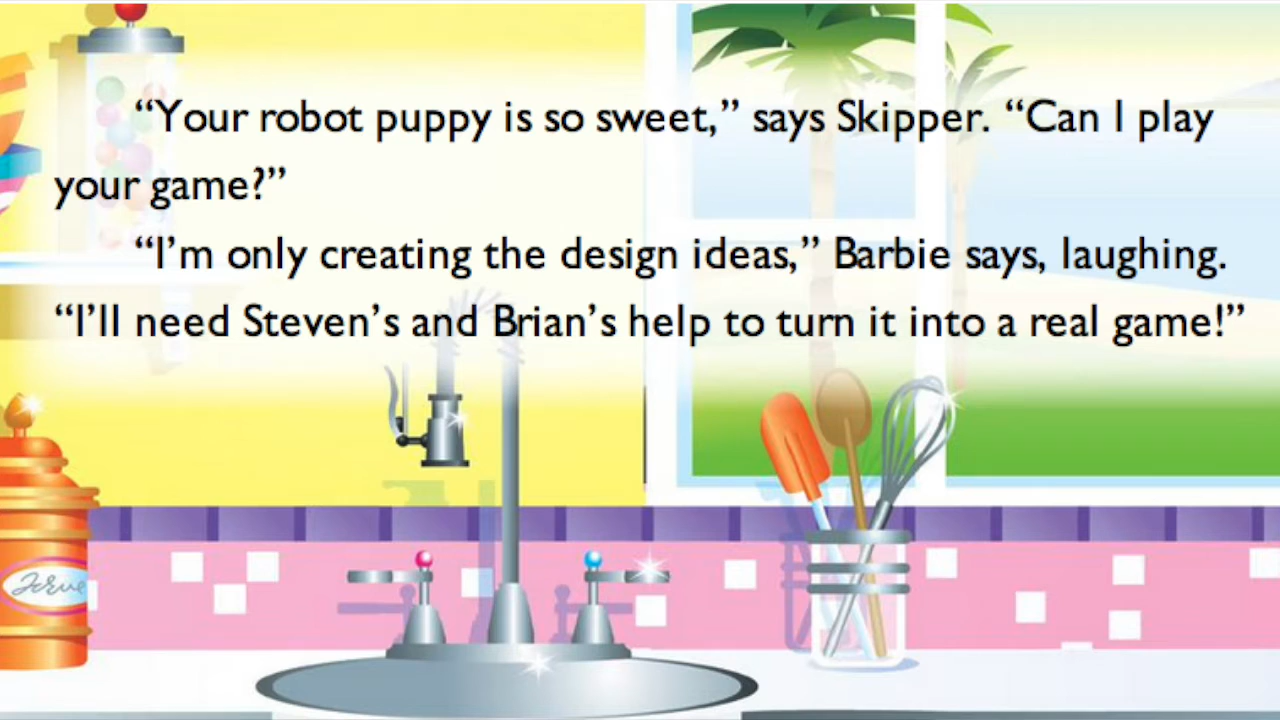 “Your robot puppy is so sweet,” says Skipper. “Can I play
your game?”
“I’m only creating the design ideas,” Barbie says, laughing.
“I’ll need Steven’s and Brian’s help to turn it into a real game!”